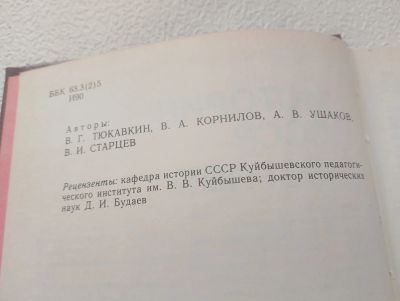 ББК 63.3(2)5
И90
Авторы:
В. Г. ТЮКАВКИН, В. А. КОРНИЛОВ, А. В. УШАКОВ,
В. И. СТАРЦЕВ
Рецензенты: кафедра истории СССР Куйбышевского педагоги-
ческого института им. В. В. Куйбышева; доктор исторических
наук Д. И. Будаев